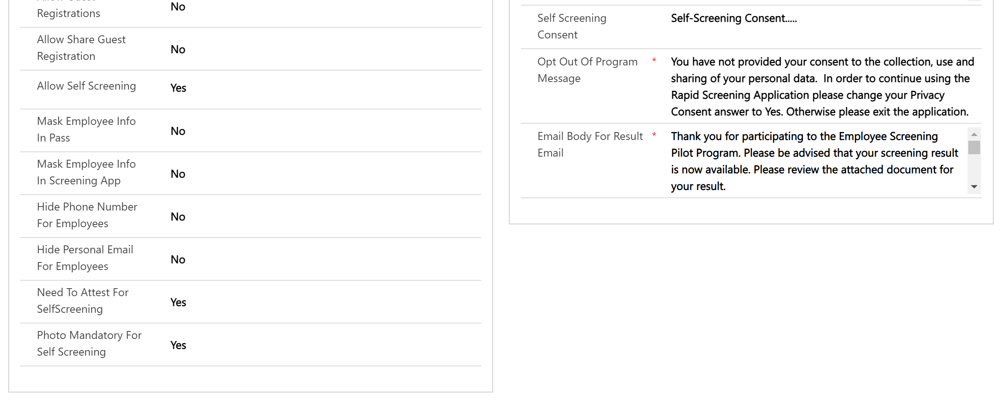 Registrations
No
Allow Share Guest
Registration
No
Allow Self Screening
Yes
Mask Employee Info
In Pass
No
Mask Employee Info
In Screening App
No
Hide Phone Number
For Employees
No
Hide Personal Email
For Employees
No
Need To Attest For
SelfScreening
Yes
Photo Mandatory For
Self Screening
Yes
Self Screening
Consent
Self-Screening Consent.....
Opt Out Of Program
Message
*
You have not provided your consent to the collection, use and
sharing of your personal data.  In order to continue using the
Rapid Screening Application please change your Privacy
Consent answer to Yes. Otherwise please exit the application.
Email Body For Result
Email
*
Thank you for participating to the Employee Screening
Pilot Program. Please be advised that your screening result
is now available. Please review the attached document for
your result.